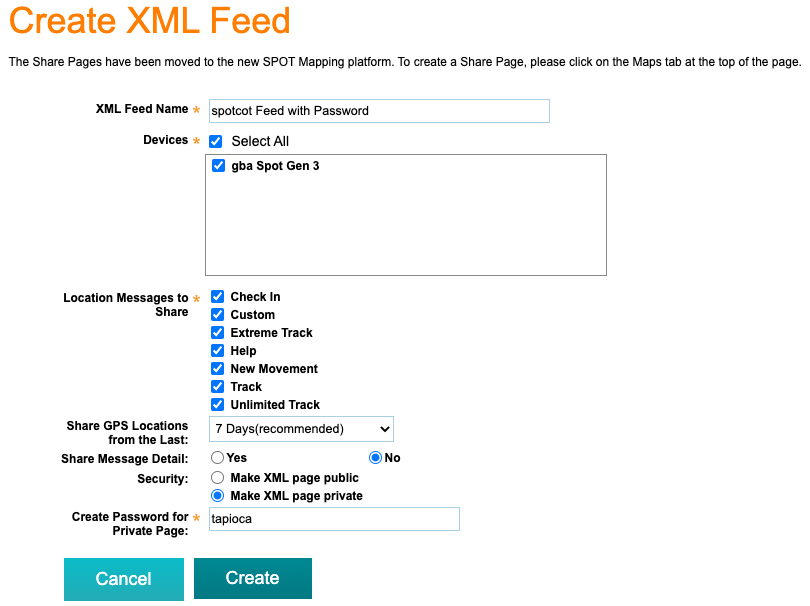 Create XML Feed
The Share Pages have been moved to the new SPOT Mapping platform. To create a Share Page, please click on the Maps tab at the top of the page.
XML Feed Name * spotcot Feed with Password
Devices * Select All
gba Spot Gen 3
Location Messages to * Check In
Share
Custom
Extreme Track
Help
New Movement
Track
Unlimited Track
Share GPS Locations
from the Last: 7 Days(recommended)
Share Message Detail: Yes No
Security: Make XML page public
Make XML page private
Create Password for * tapioca
Private Page:
Cancel Create